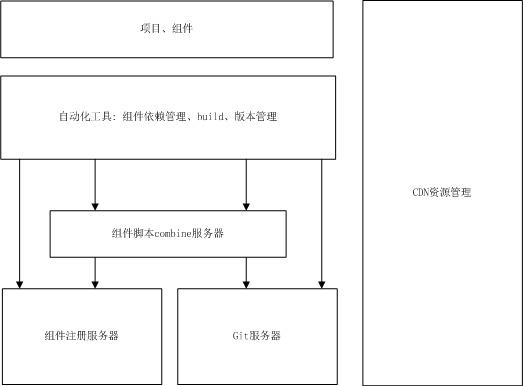 项目、组件
自动化工具: 组件依赖管理、build、版本管理
CDN资源管理
组件脚本combine服务器
组件注册服务器
Git服务器